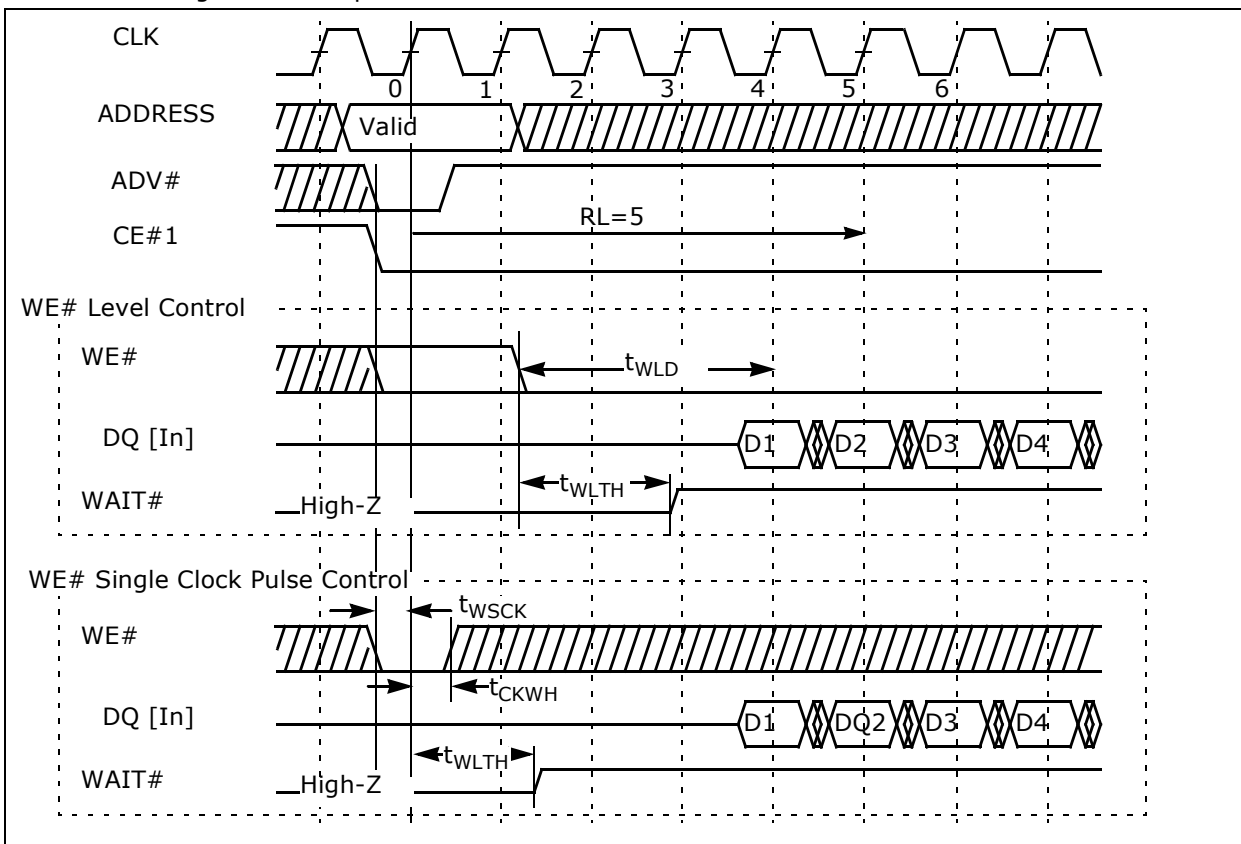 CLK
0 1 2 3 4 5 6
ADDRESS
Valid
ADV#
RL=5
CE#1
WE# Level Control
WE#
tWLD
DQ [In]
D1 D2 D3 D4
tWLTH
WAIT#
High-Z
WE# Single Clock Pulse Control
tWSCK
WE#
tCKWH
DQ [In]
D1 DQ2 D3 D4
tWLTH
WAIT#
High-Z